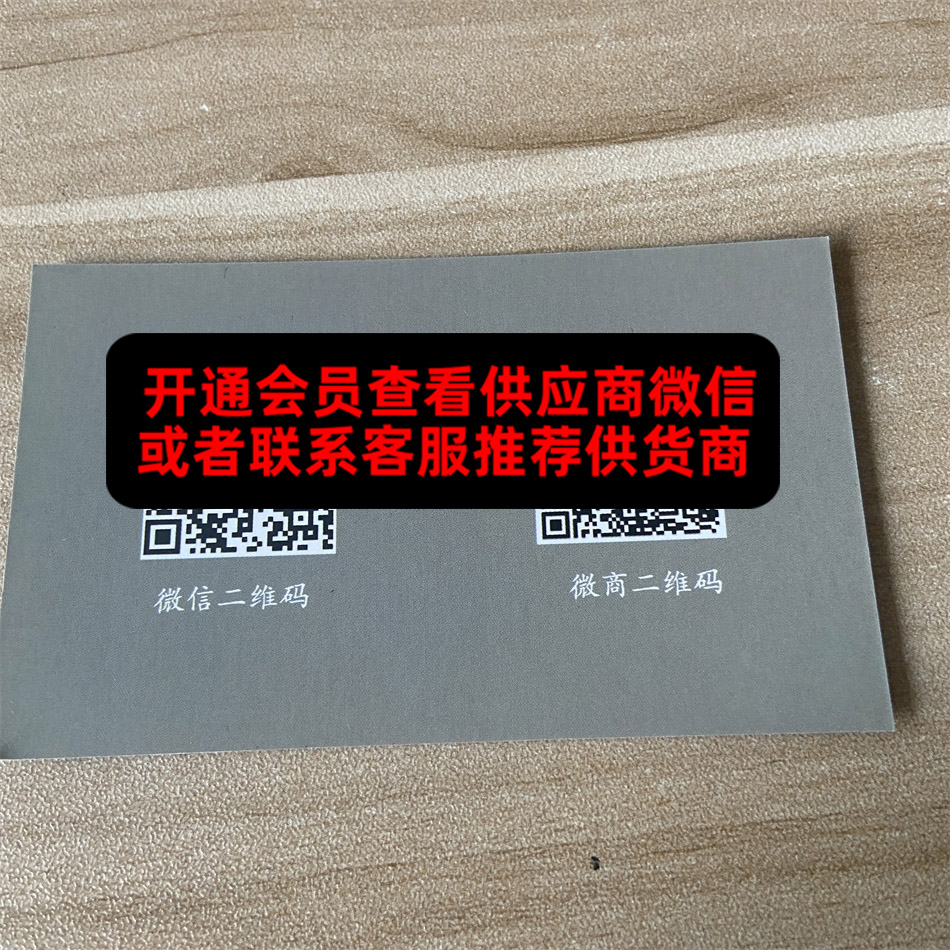 开通会员查看供应商微信
或者联系客服推荐供货商
微信二维码
微商二维码